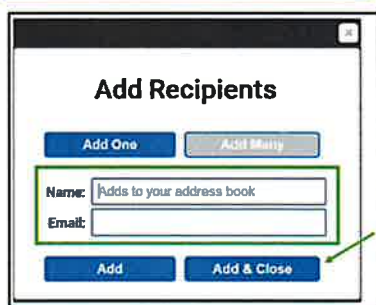 Add Recipients
Add One Add Many
Name: Adds to your address book
Email:
Add Add & Close